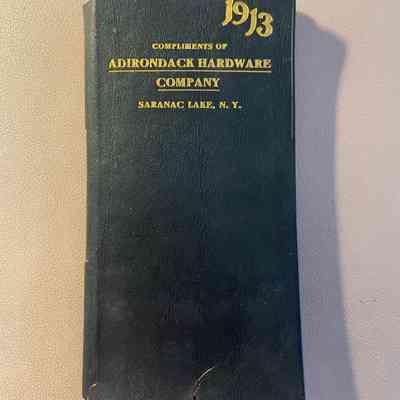 1913
COMPLIMENTS OF
ADIRONDACK HARDWARE
COMPANY
SARANAC LAKE, N. Y.